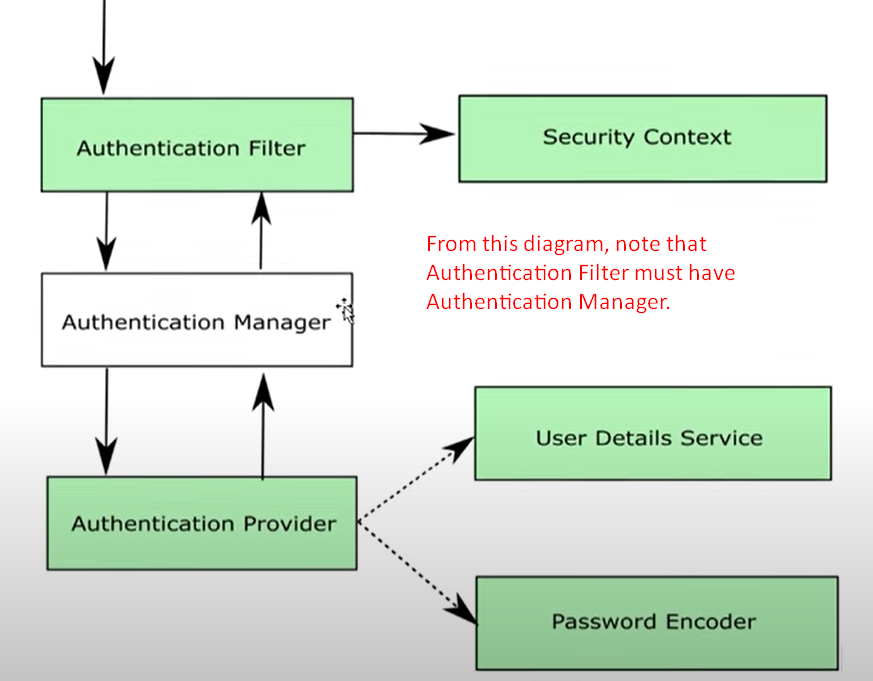 Authentication Filter
Security Context
From this diagram, note that
Authentication Filter must have
Authentication Manager.
Authentication Manager
User Details Service
Authentication Provider
Password Encoder